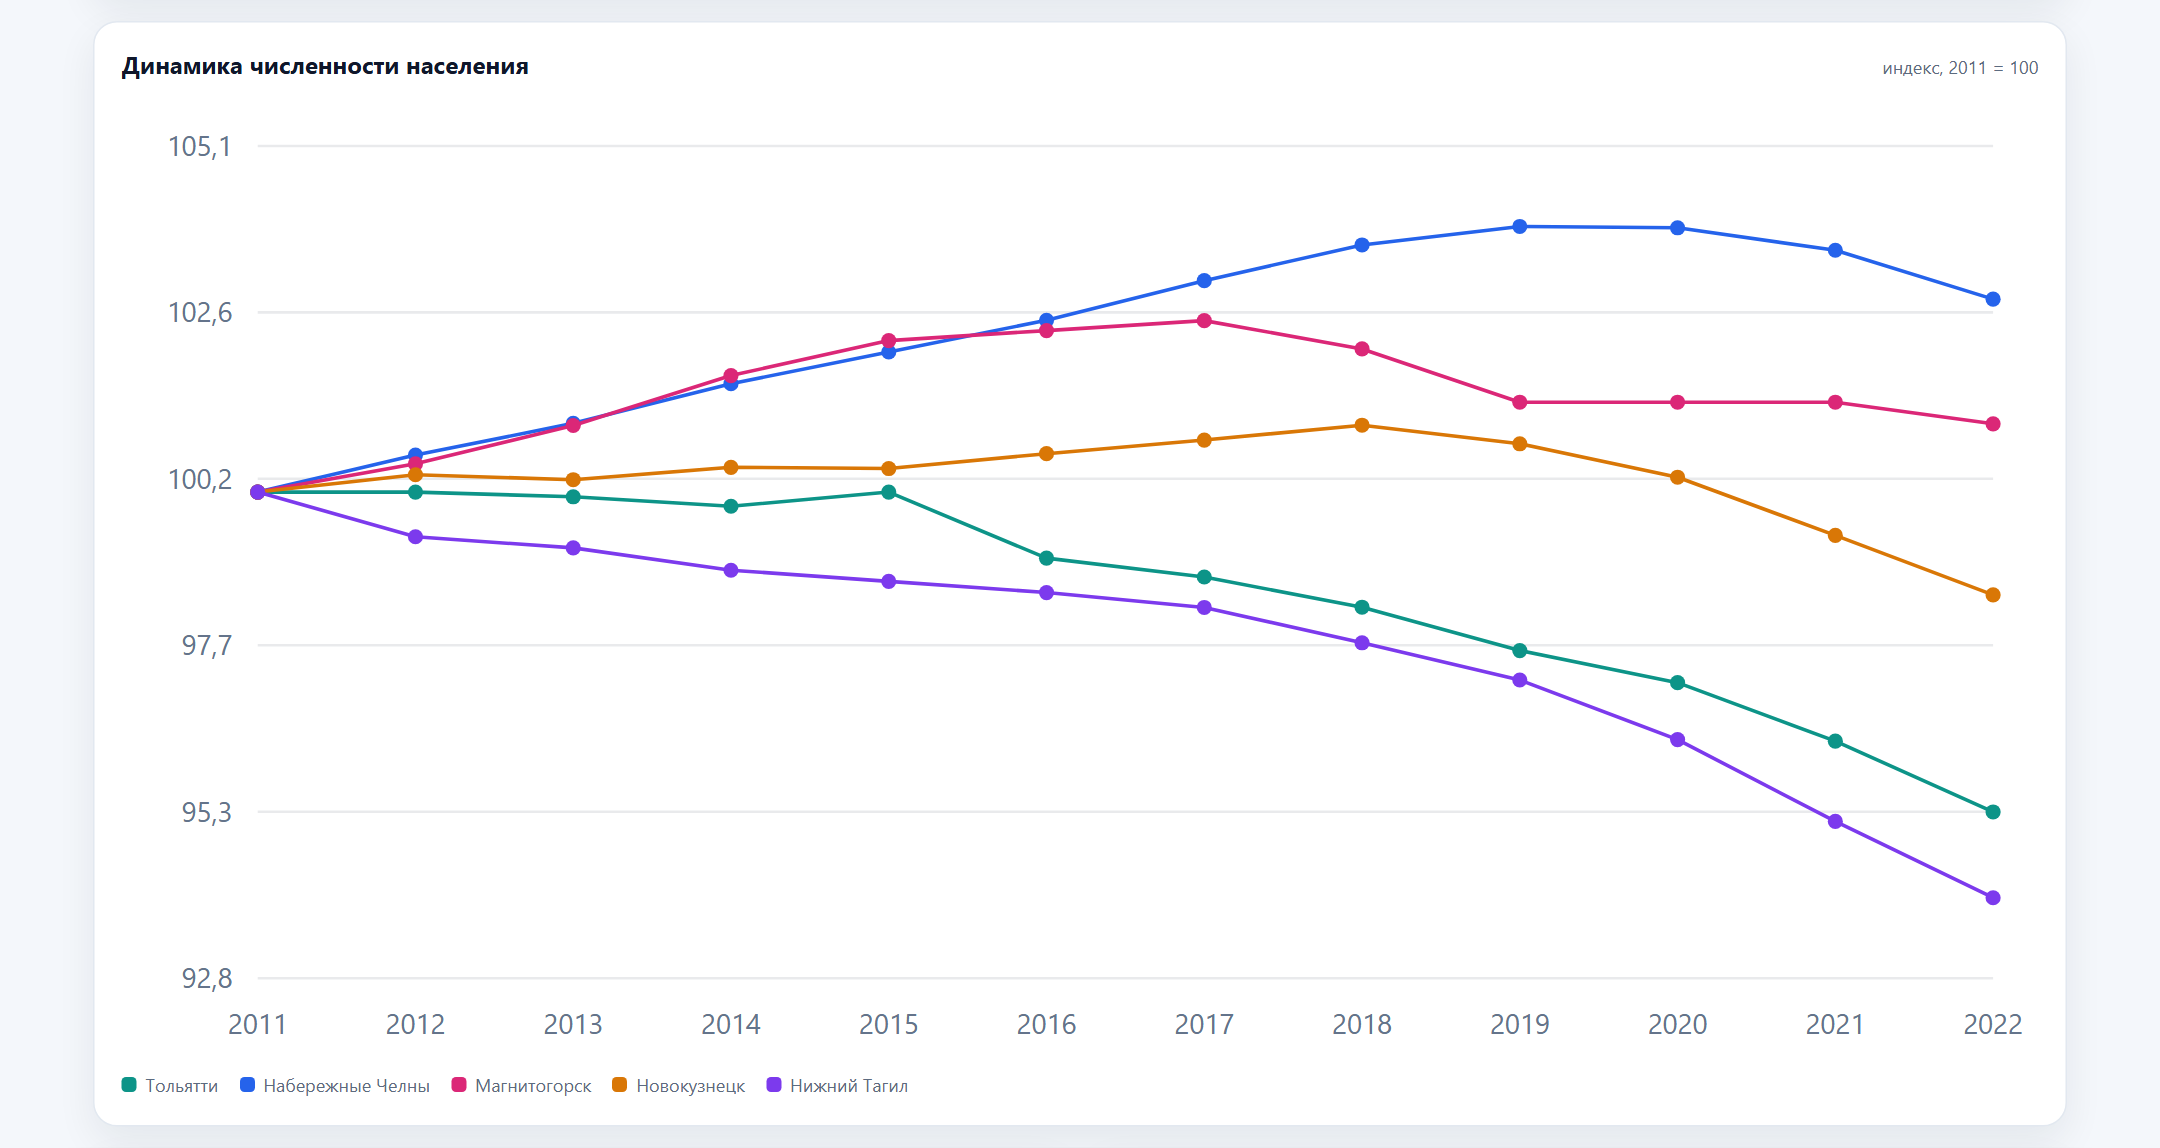 Динамика численности населения
индекс, 2011 = 100
105,1
102,6
100,2
97,7
95,3
92,8
2011 2012 2013 2014 2015 2016 2017 2018 2019 2020 2021 2022
Тольятти Набережные Челны Магнитогорск Новокузнецк Нижний Тагил